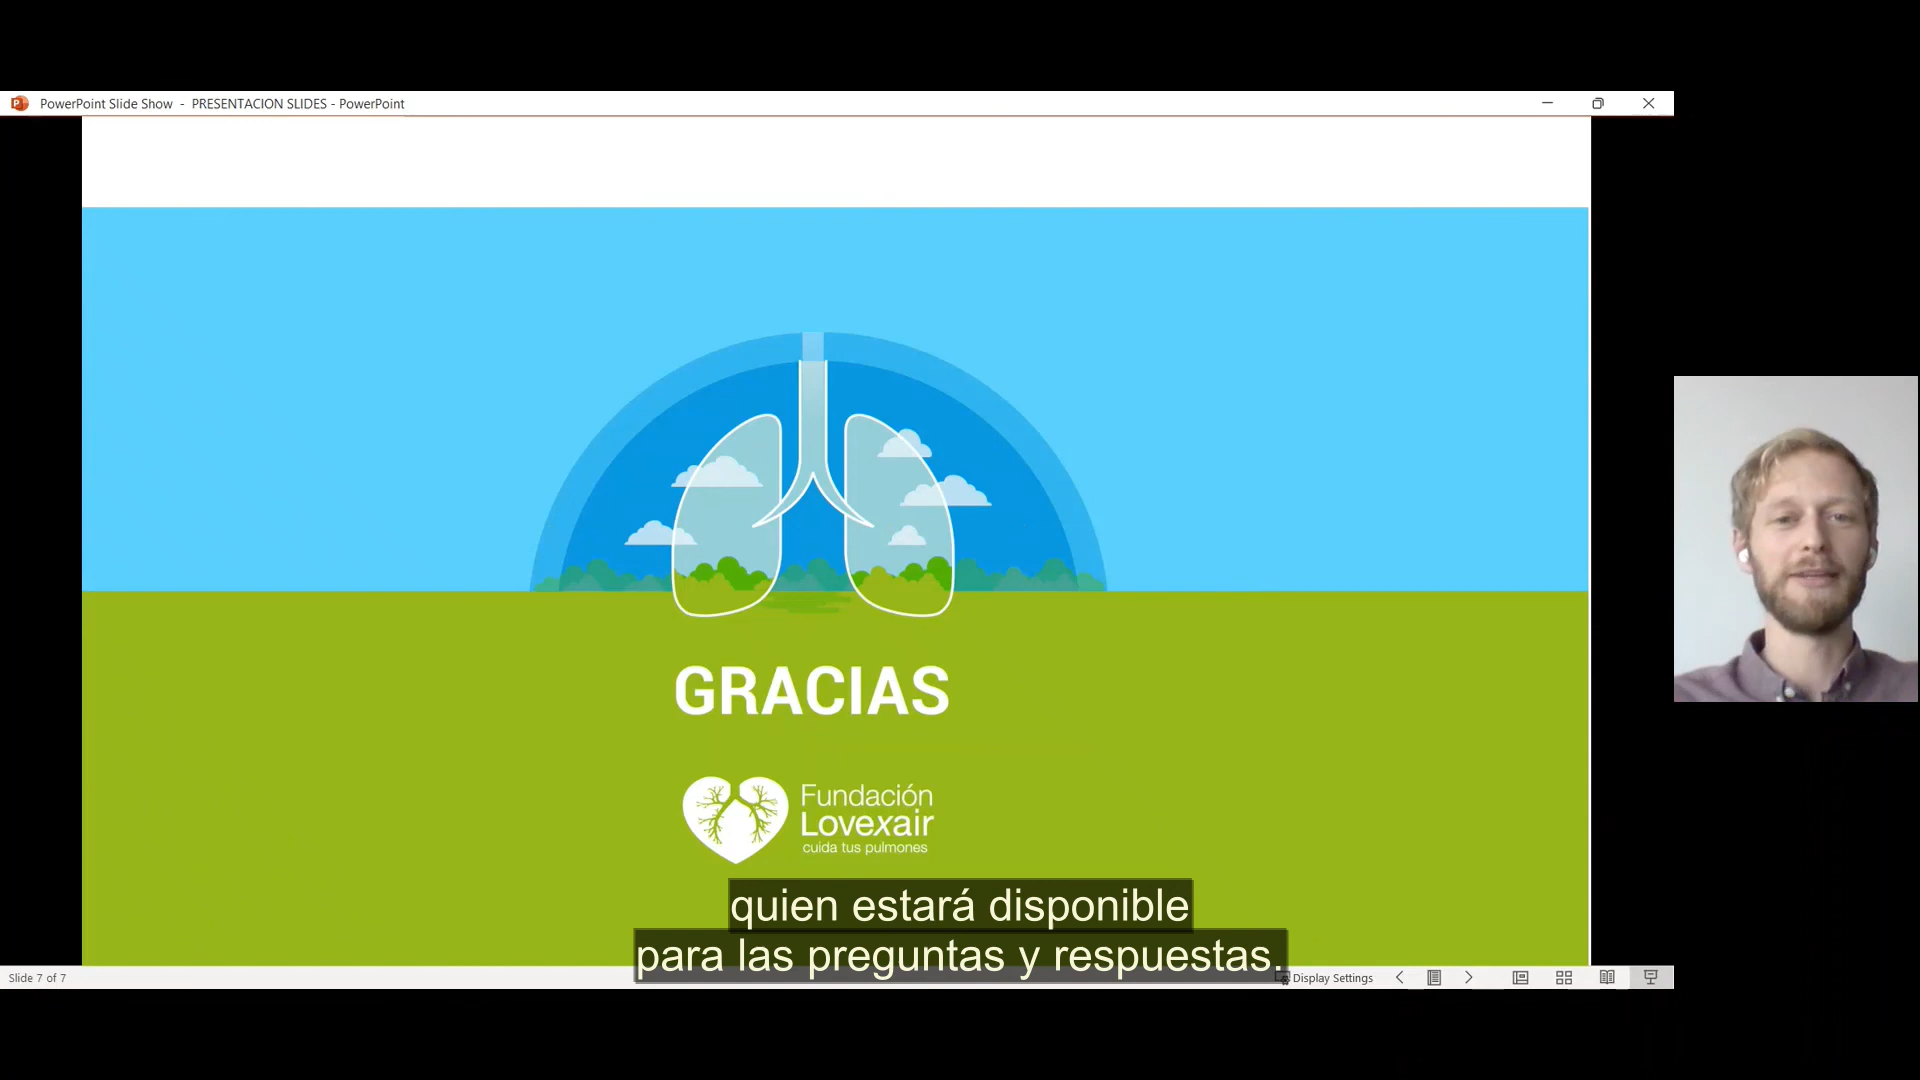 PowerPoint Slide Show - PRESENTACION SLIDES - PowerPoint
GRACIAS
Fundación
Lovexair
cuida tus pulmones
quien estará disponible
para las preguntas y respuestas.
Slide 7 of 7
Display Settings